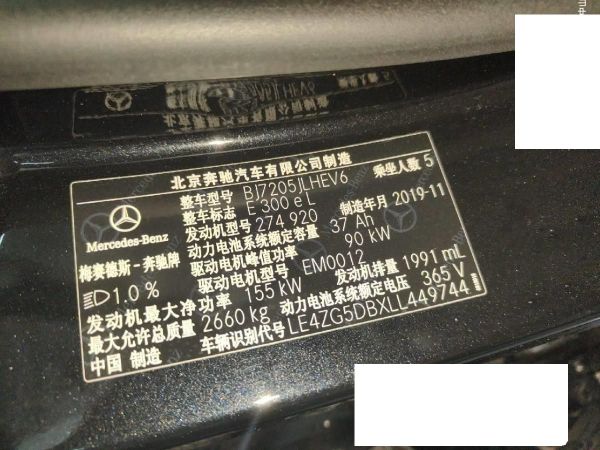 北京奔驰汽车有限公司制造
整车型号 BJ7205JLHEV6 乘坐人数 5
整车标志 E 300 e L
发动机型号 274 920 制造年月 2019-11
动力电池系统额定容量 37 Ah
驱动电机峰值功率 90 kW
驱动电机型号 EM0012 发动机排量 1991 mL
Mercedes-Benz
梅赛德斯-奔驰牌
1.0 %
发动机最大净功率 155 kW 动力电池系统额定电压 365 V
最大允许总质量 2660 kg 车辆识别代号 LE4ZG5DBXLL449744
中国 制造